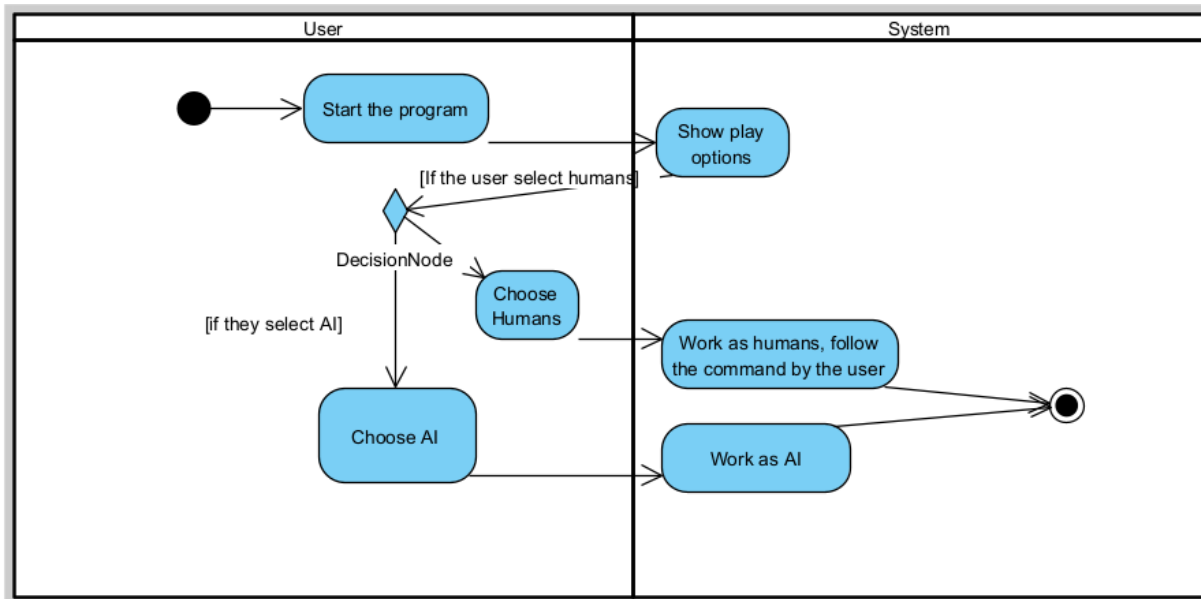 User
System
Start the program
Show play
options
[If the user select humans]
DecisionNode
Choose
Humans
[if they select AI]
Work as humans, follow
the command by the user
Choose AI
Work as AI